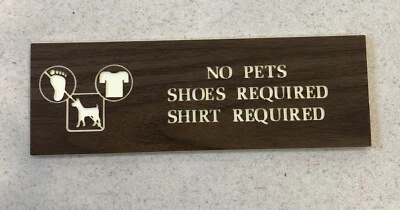 NO PETS
SHOES REQUIRED
SHIRT REQUIRED